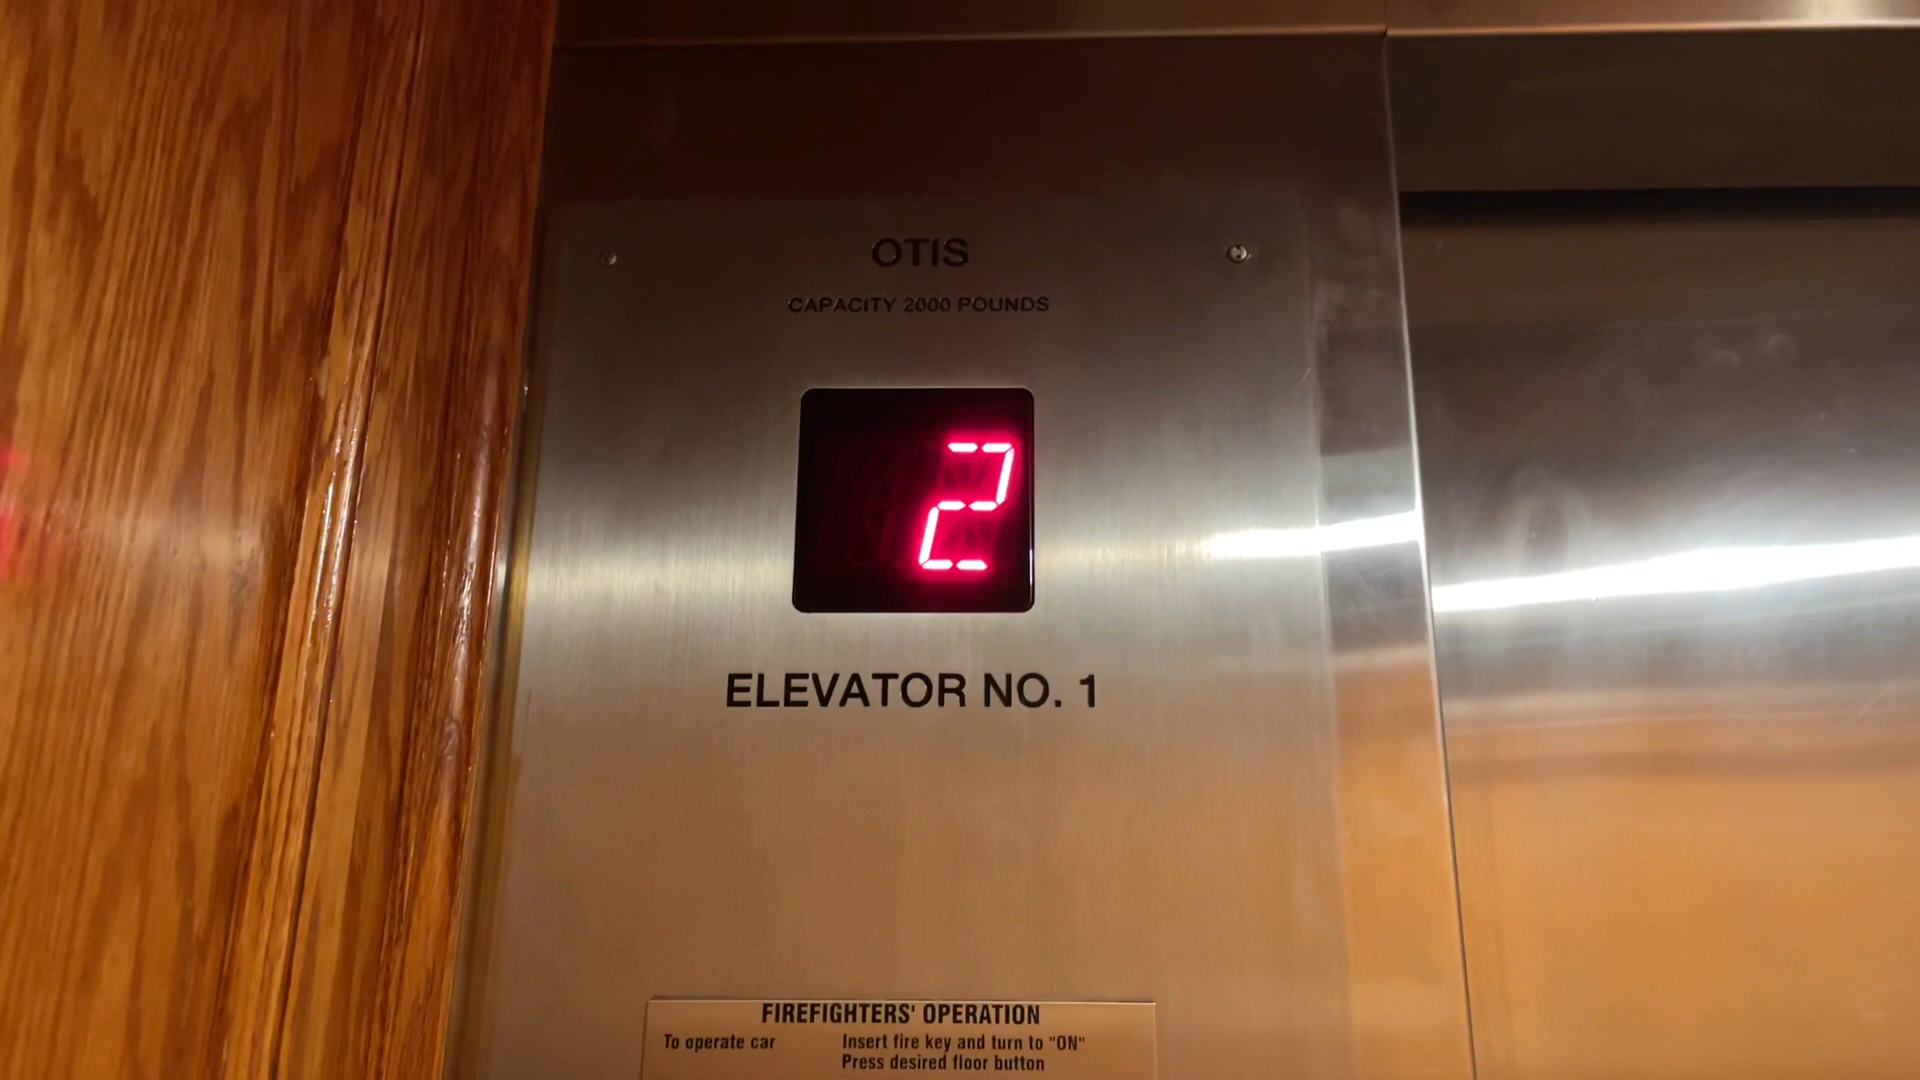 OTIS
CAPACITY 2000 POUNDS
2
ELEVATOR NO. 1
FIREFIGHTERS' OPERATION
To operate car Insert fire key and turn to "ON"
Press desired floor button